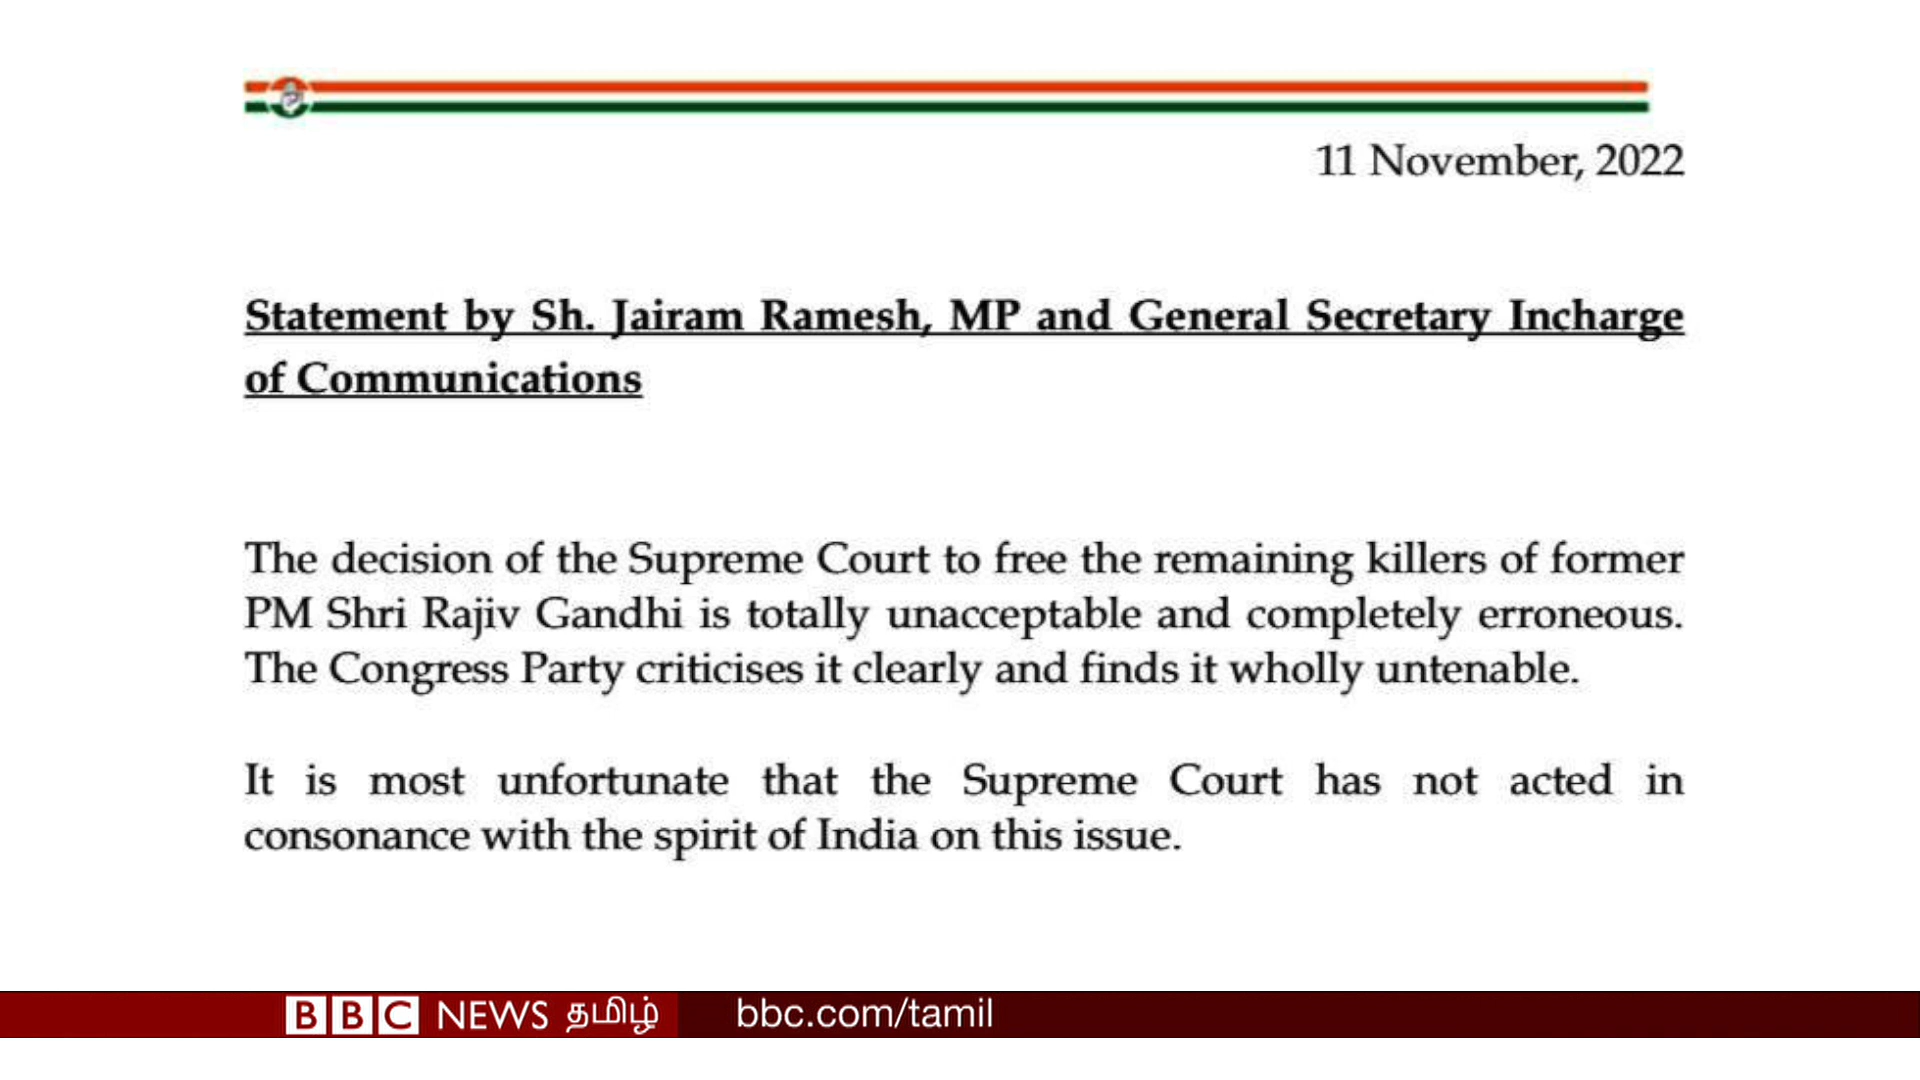 11 November, 2022
Statement by Sh. Jairam Ramesh, MP and General Secretary Incharge
of Communications
The decision of the Supreme Court to free the remaining killers of former
PM Shri Rajiv Gandhi is totally unacceptable and completely erroneous.
The Congress Party criticises it clearly and finds it wholly untenable.
It is most unfortunate that the Supreme Court has not acted in
consonance with the spirit of India on this issue.
BBC NEWS தமிழ் bbc.com/tamil